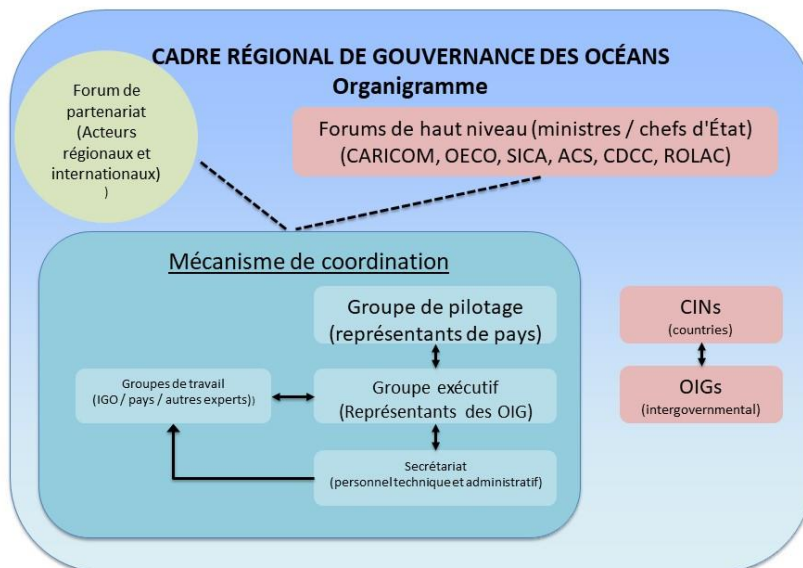 CADRE RÉGIONAL DE GOUVERNANCE DES OCÉANS
Organigramme
Forum de
partenariat
(Acteurs
régionaux et
internationaux)
)
Forums de haut niveau (ministres / chefs d'État)
(CARICOM, OECO, SICA, ACS, CDCC, ROLAC)
Mécanisme de coordination
Groupe de pilotage
(représentants de pays)
Groupes de travail
(IGO / pays / autres experts))
Groupe exécutif
(Représentants des OIG)
Secrétariat
(personnel technique et administratif)
CINs
(countries)
OIGs
(intergovernmental)